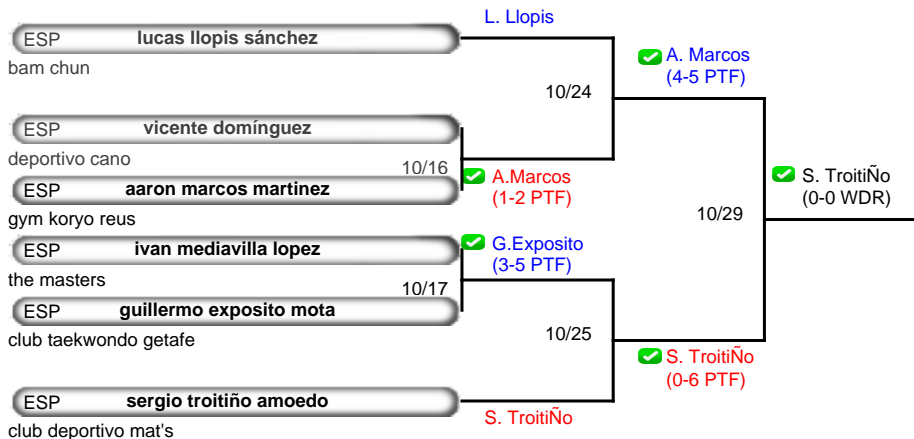 L. Llopis
ESP lucas llopis sánchez
bam chun
A. Marcos
(4-5 PTF)
10/24
ESP vicente domínguez
deportivo cano
10/16
A.Marcos
(1-2 PTF)
ESP aaron marcos martinez
gym koryo reus
S. TroitiÑo
(0-0 WDR)
10/29
ESP ivan mediavilla lopez
the masters
G.Exposito
(3-5 PTF)
10/17
ESP guillermo exposito mota
club taekwondo getafe
10/25
S. TroitiÑo
(0-6 PTF)
ESP sergio troitiño amoedo
club deportivo mat's
S. TroitiÑo